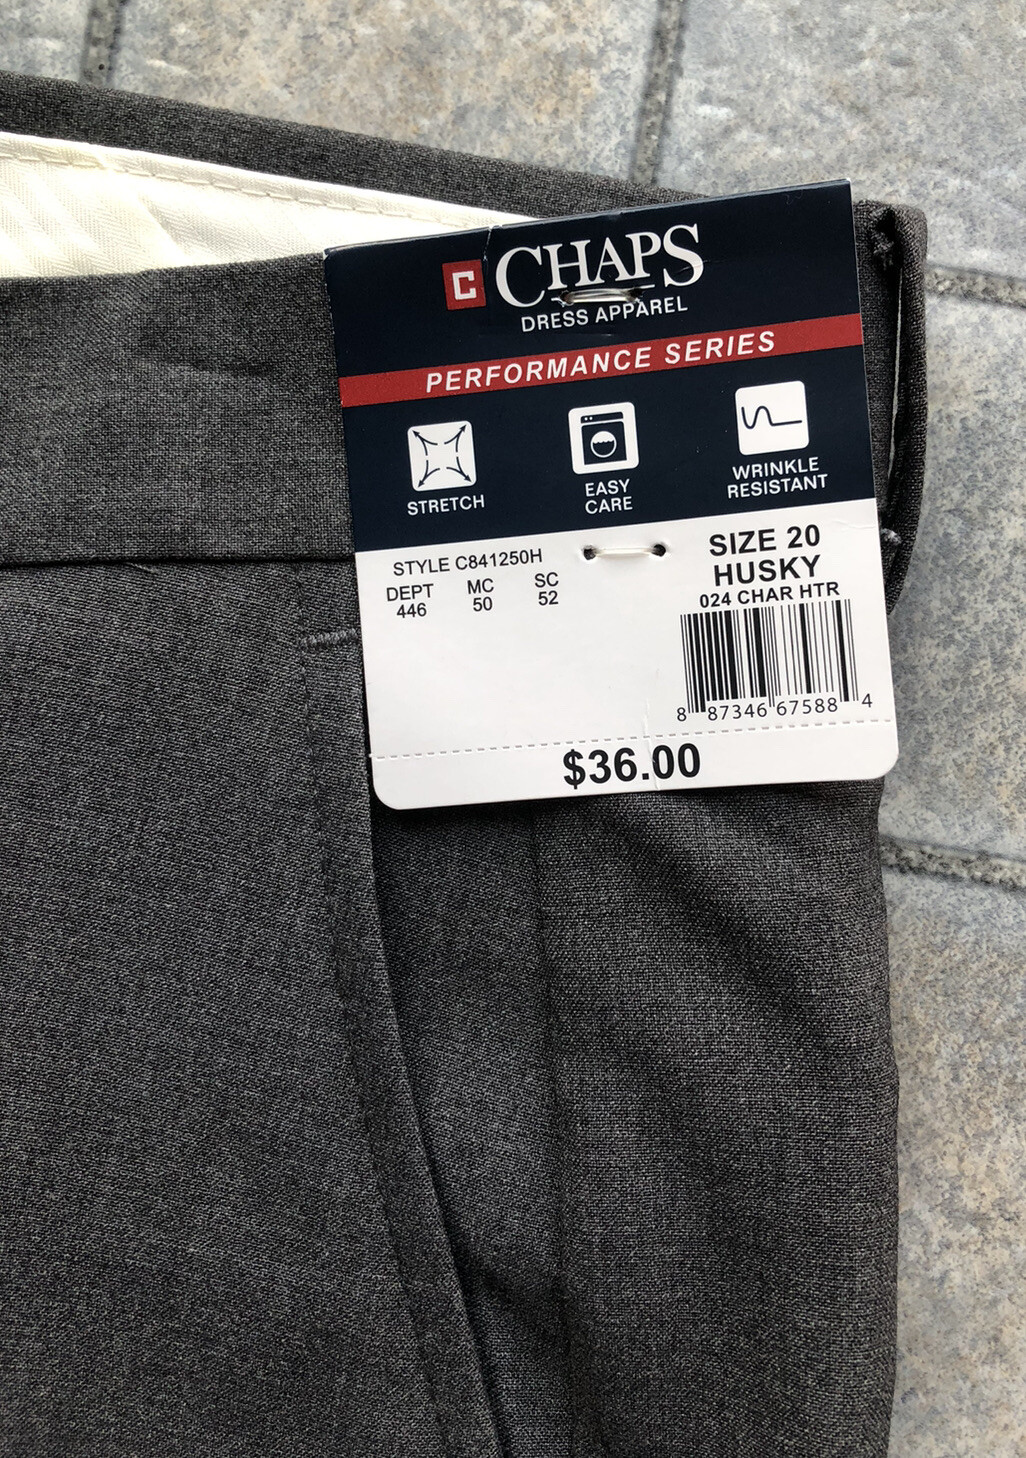 C CHAPS
DRESS APPAREL
PERFORMANCE SERIES
STRETCH
EASY
CARE
WRINKLE
RESISTANT
STYLE C841250H
DEPT MC SC
446 50 52
SIZE 20
HUSKY
024 CHAR HTR
8 87346 67588 4
$36.00